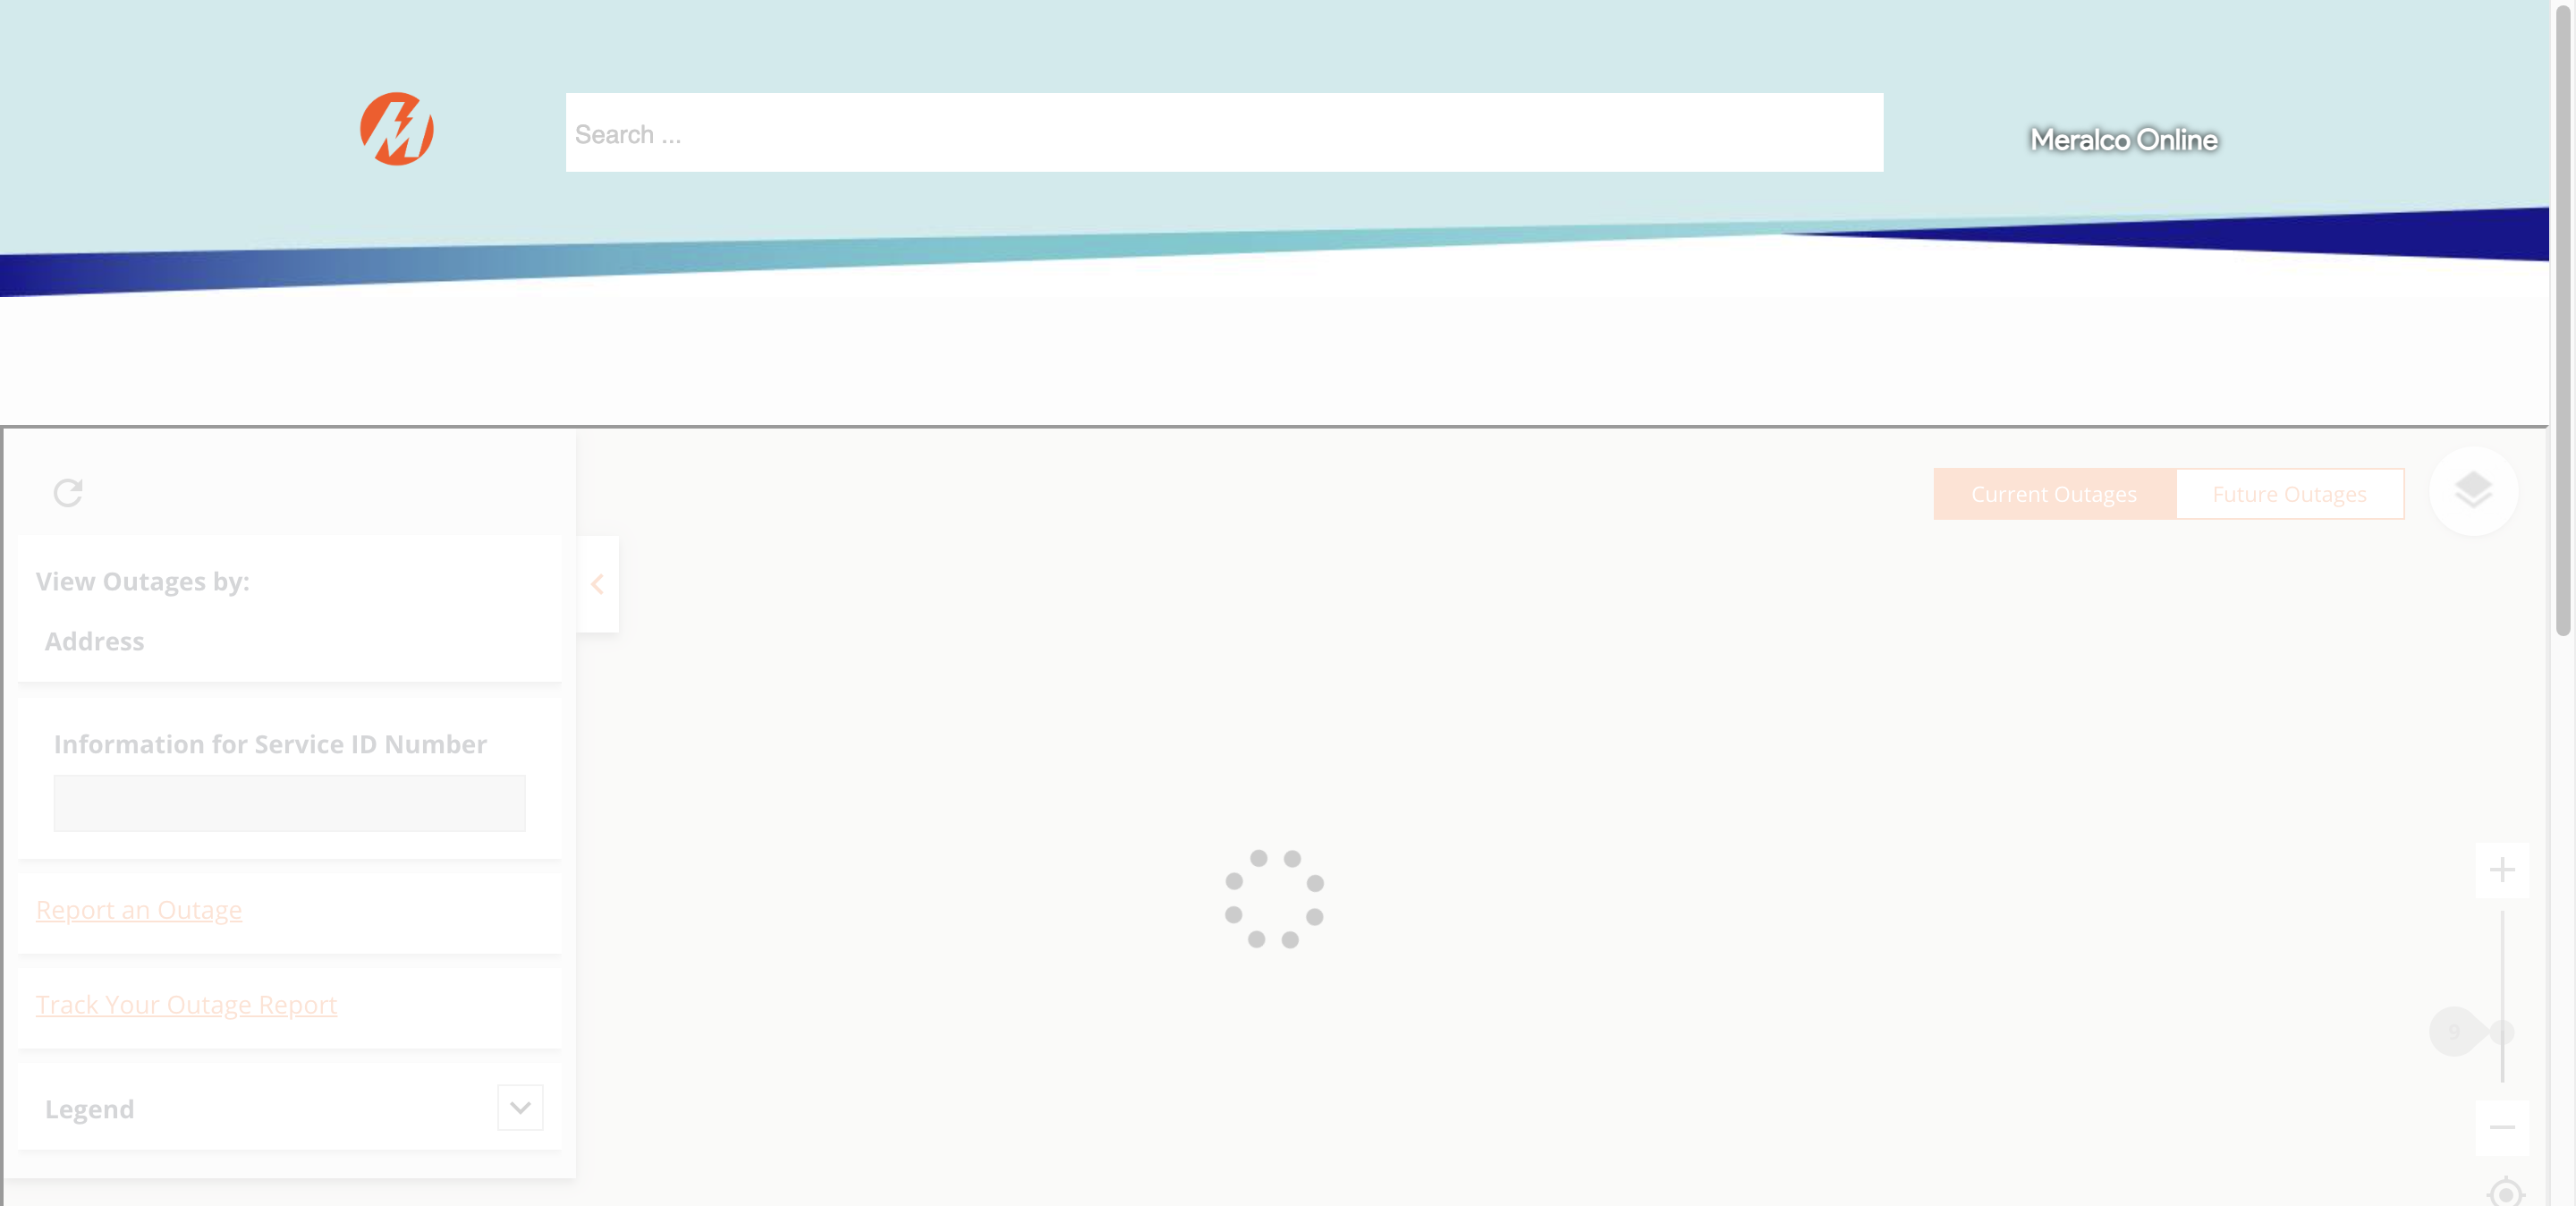 Search ...
Meralco Online
Current Outages
Future Outages
View Outages by:
Address
Information for Service ID Number
Report an Outage
Track Your Outage Report
9
Legend